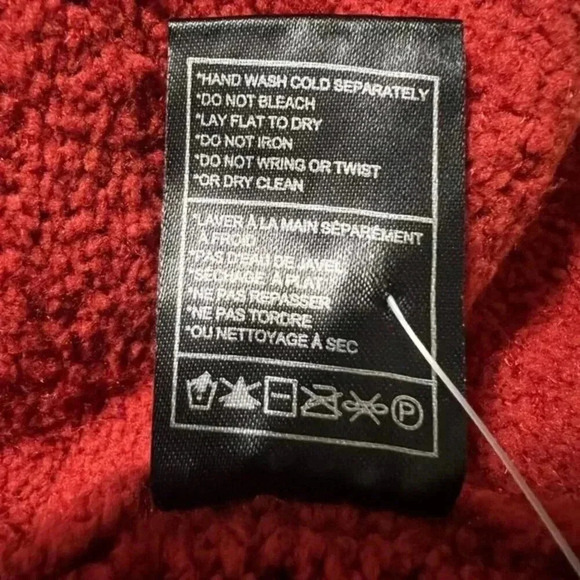 *HAND WASH COLD SEPARATELY
*DO NOT BLEACH
*LAY FLAT TO DRY
*DO NOT IRON
*DO NOT WRING OR TWIST
*OR DRY CLEAN
*LAVER À LA MAIN SÉPARÉMENT
À FROID
*PAS D'EAU DE JAVEL
*SÉCHAGE À PLAT
*NE PAS REPASSER
*NE PAS TORDRE
*OU NETTOYAGE À SEC
P